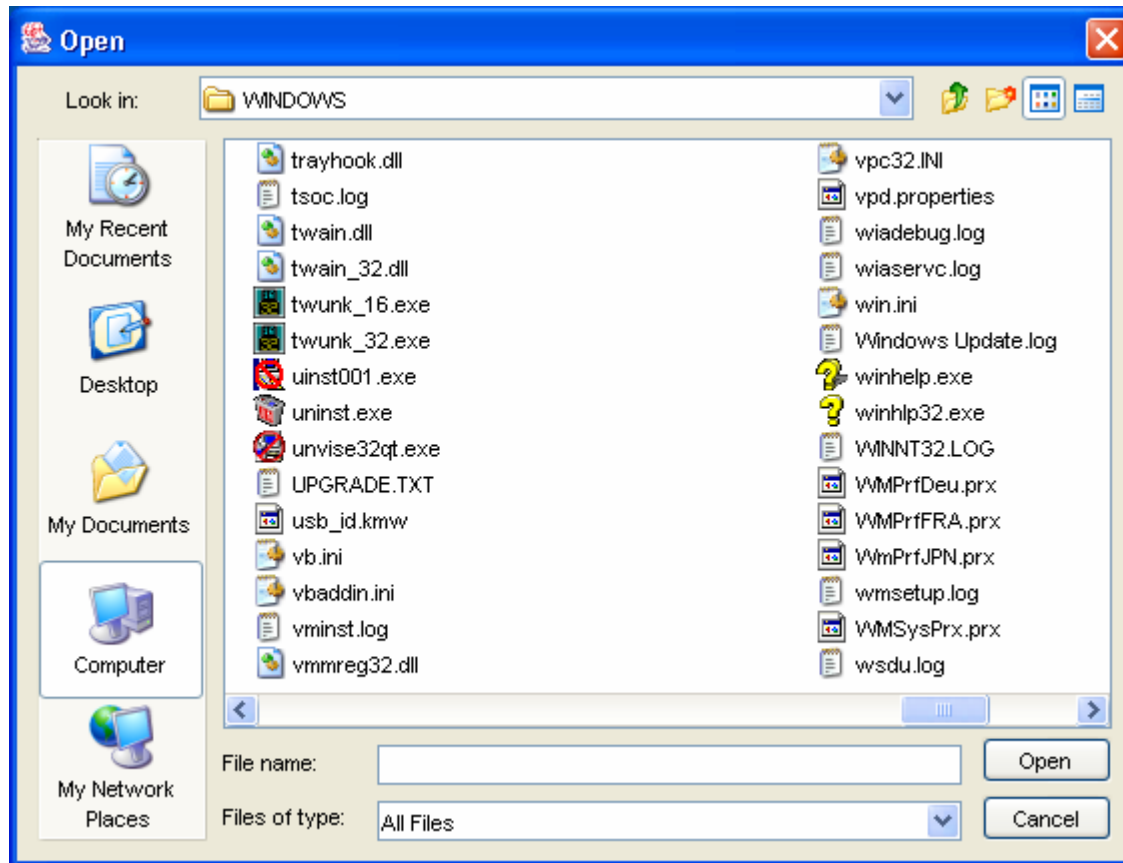 Open
Look in:
WINDOWS
My Recent
Documents
Desktop
My Documents
Computer
My Network
Places
trayhook.dll
tsoc.log
twain.dll
twain_32.dll
twunk_16.exe
twunk_32.exe
uinst001.exe
uninst.exe
unvise32qt.exe
UPGRADE.TXT
usb_id.kmw
vb.ini
vbaddin.ini
vminst.log
vmmreg32.dll
vpc32.INI
vpd.properties
wiadebug.log
wiaservc.log
win.ini
Windows Update.log
winhelp.exe
winhlp32.exe
WINNT32.LOG
WMPrfDeu.prx
WMPrfFRA.prx
WmPrfJPN.prx
wmsetup.log
WMSysPrx.prx
wsdu.log
File name:
Open
Files of type:
All Files
Cancel